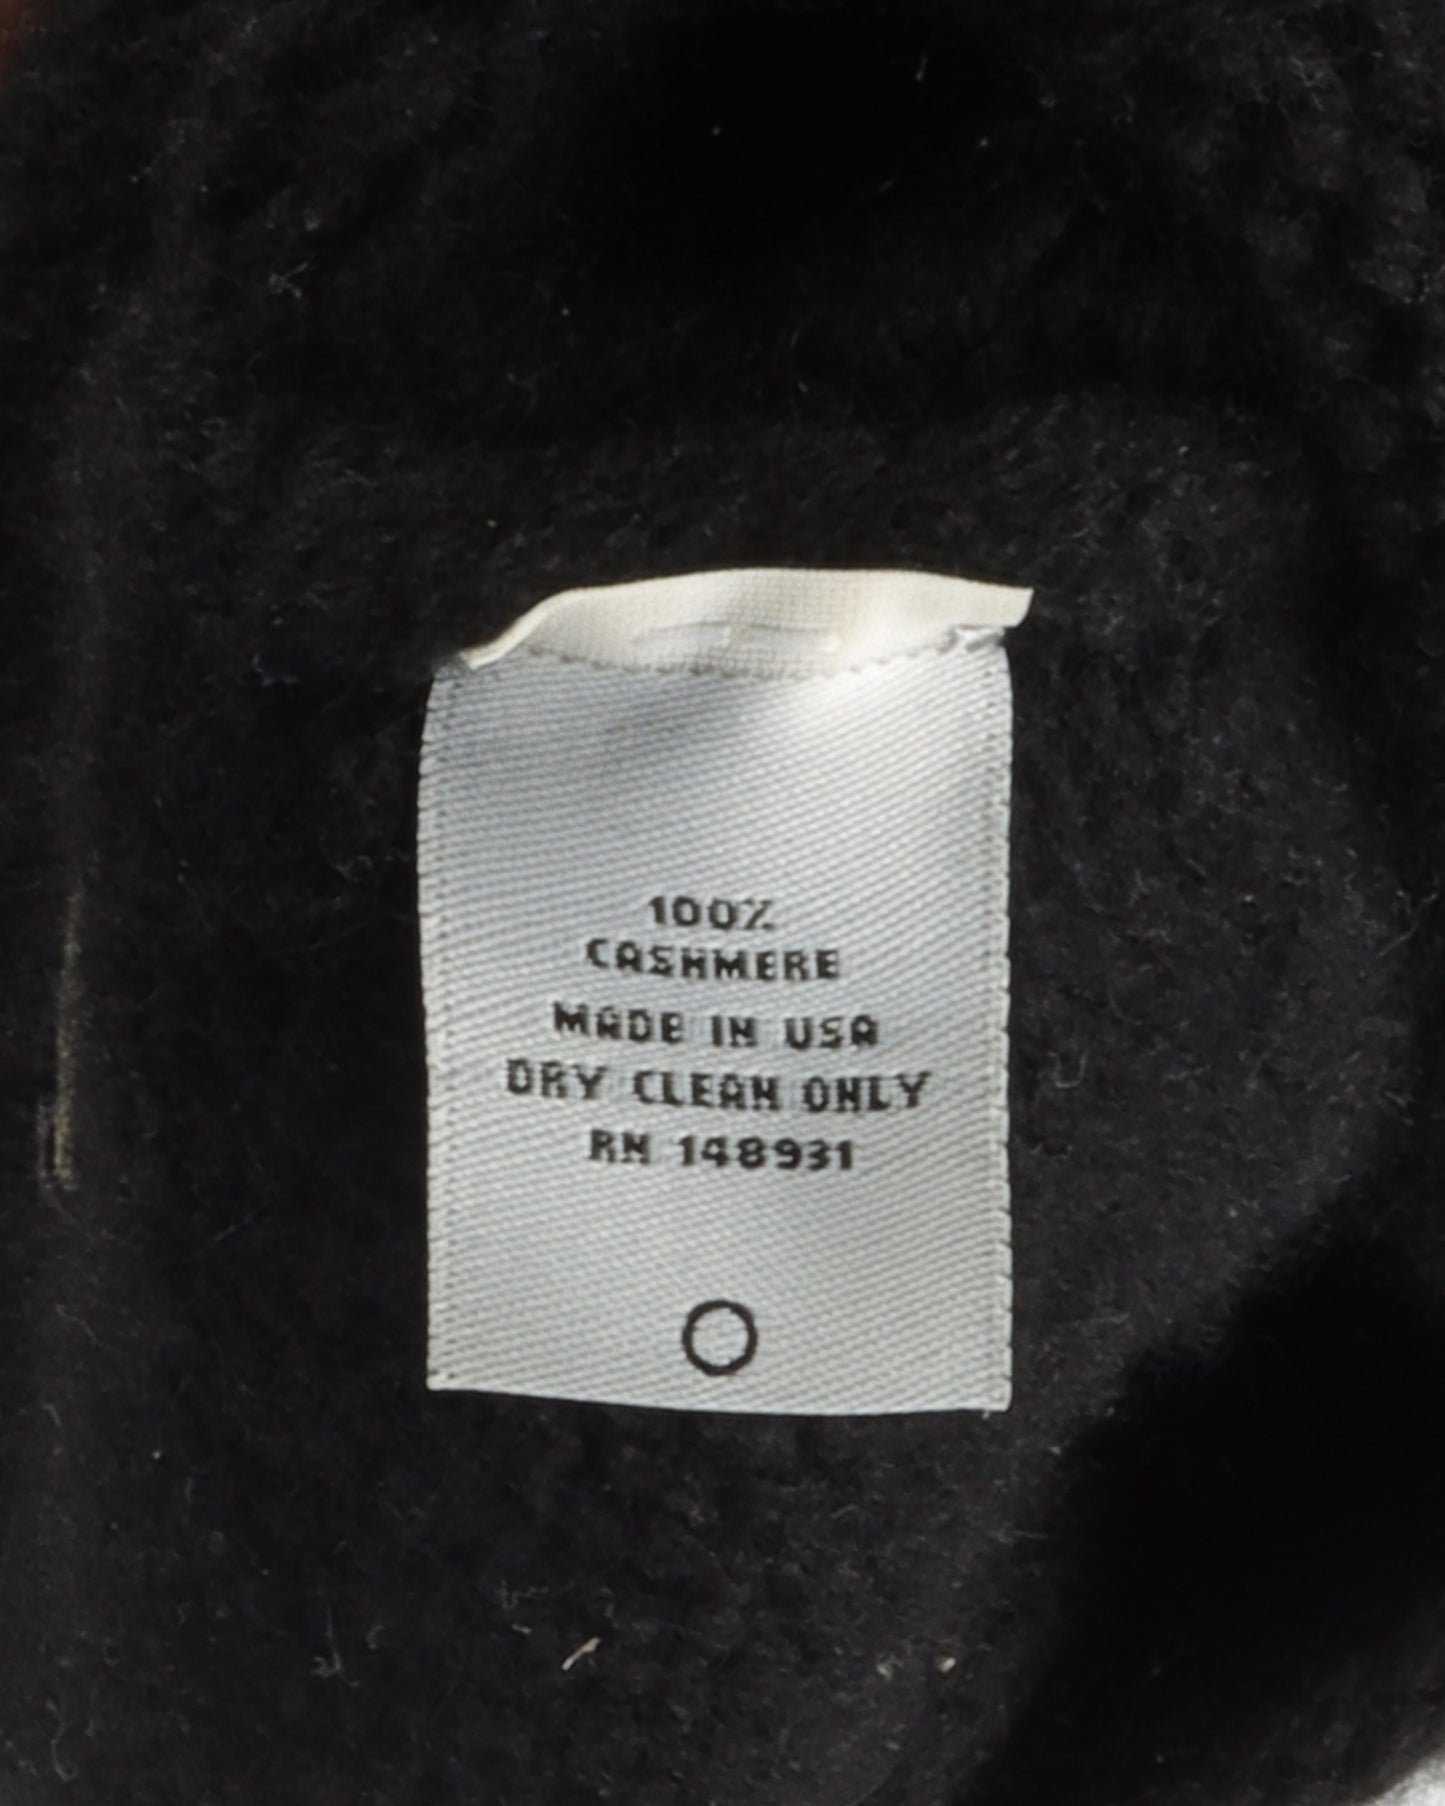 100%
CASHMERE
MADE IN USA
DRY CLEAN ONLY
RN 148931